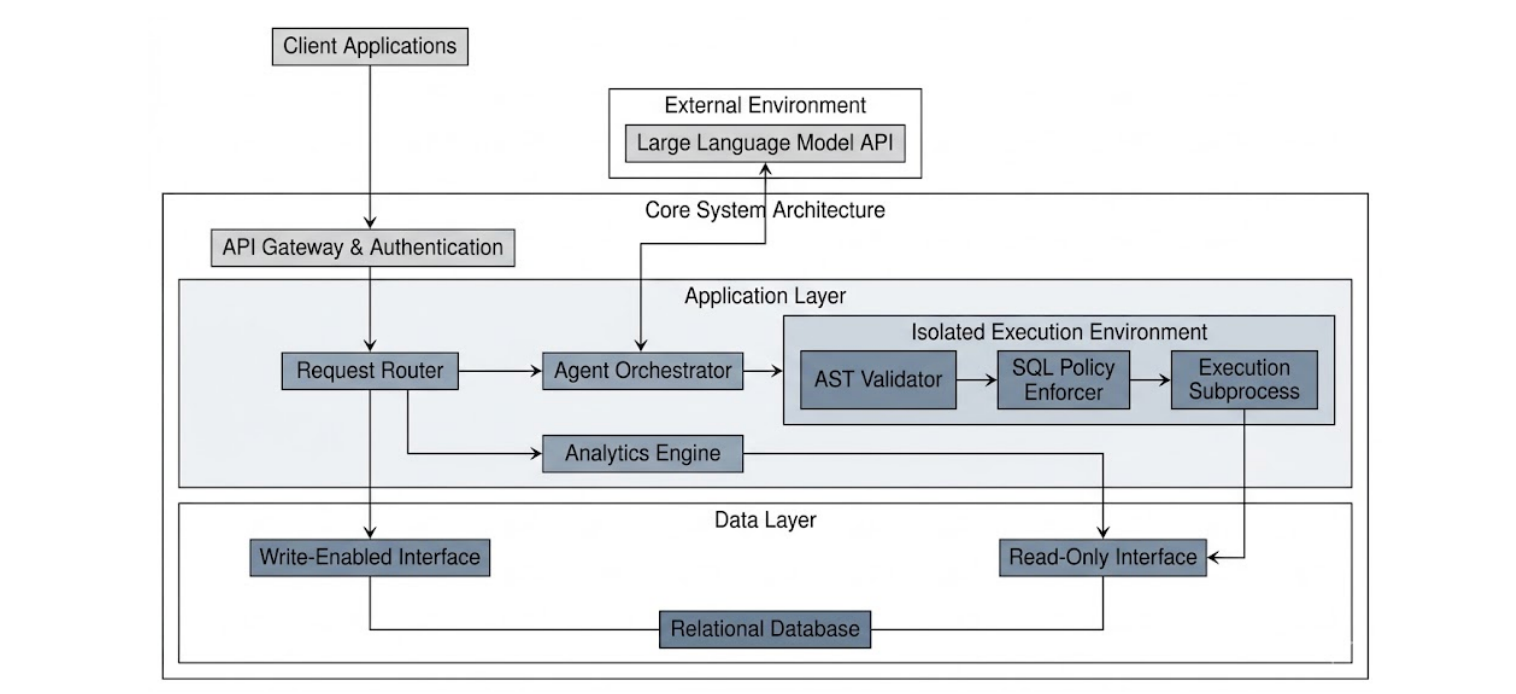 Client Applications
External Environment
Large Language Model API
Core System Architecture
API Gateway & Authentication
Application Layer
Isolated Execution Environment
Request Router
Agent Orchestrator
AST Validator
SQL Policy
Enforcer
Execution
Subprocess
Analytics Engine
Data Layer
Write-Enabled Interface
Read-Only Interface
Relational Database